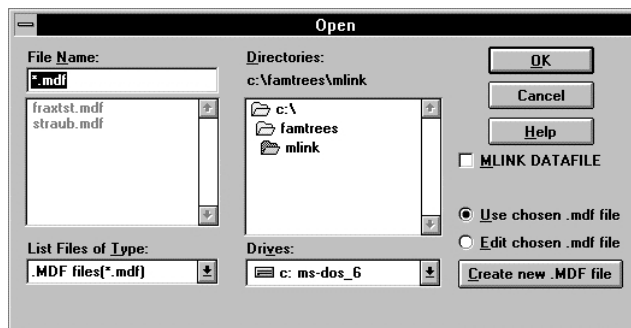 Open
File Name:
*.mdf
fraxtst.mdf
straub.mdf
List Files of Type:
.MDF files(*.mdf)
Directories:
c:\famtrees\mlink
c:\
famtrees
mlink
Drives:
c: ms-dos_6
OK
Cancel
Help
MLINK DATAFILE
Use chosen .mdf file
Edit chosen .mdf file
Create new .MDF file